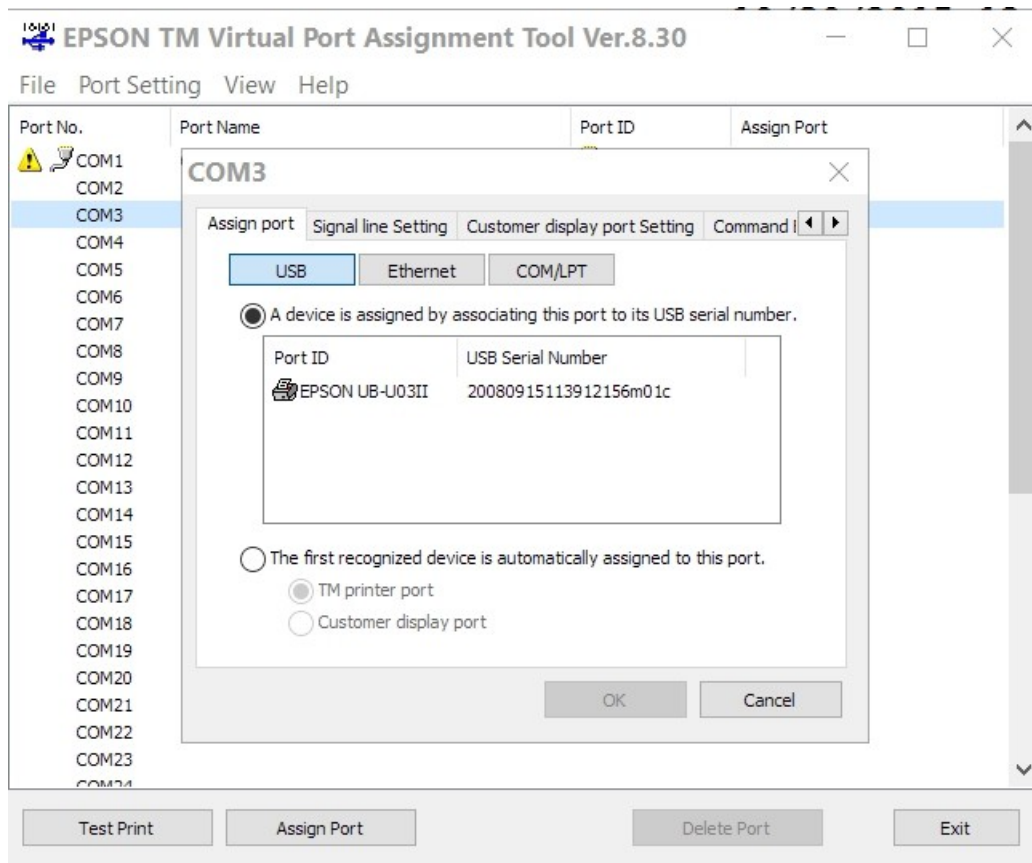 EPSON TM Virtual Port Assignment Tool Ver.8.30
File Port Setting View Help
Port No. Port Name Port ID Assign Port
COM1
COM2
COM3
COM4
COM5
COM6
COM7
COM8
COM9
COM10
COM11
COM12
COM13
COM14
COM15
COM16
COM17
COM18
COM19
COM20
COM21
COM22
COM23
COM24
COM3
Assign port Signal line Setting Customer display port Setting Command
USB Ethernet COM/LPT
A device is assigned by associating this port to its USB serial number.
Port ID USB Serial Number
EPSON UB-U03II 20080915113912156m01c
The first recognized device is automatically assigned to this port.
TM printer port
Customer display port
OK Cancel
Test Print Assign Port Delete Port Exit